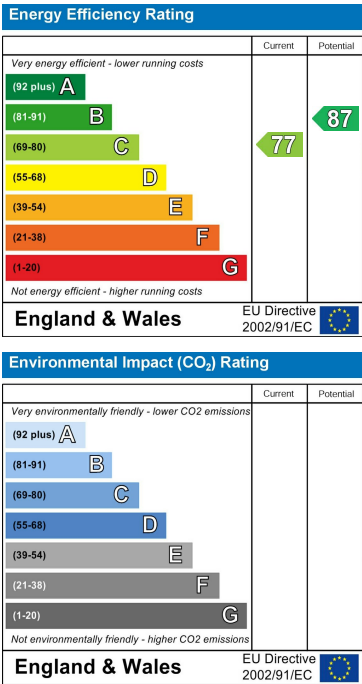 Energy Efficiency Rating
Current Potential
Very energy efficient - lower running costs
(92 plus) A
(81-91) B
87
(69-80) C
77
(55-68) D
(39-54) E
(21-38) F
(1-20) G
Not energy efficient - higher running costs
England & Wales
EU Directive
2002/91/EC
Environmental Impact (CO₂) Rating
Current Potential
Very environmentally friendly - lower CO2 emissions
(92 plus) A
(81-91) B
(69-80) C
(55-68) D
(39-54) E
(21-38) F
(1-20) G
Not environmentally friendly - higher CO2 emissions
England & Wales
EU Directive
2002/91/EC